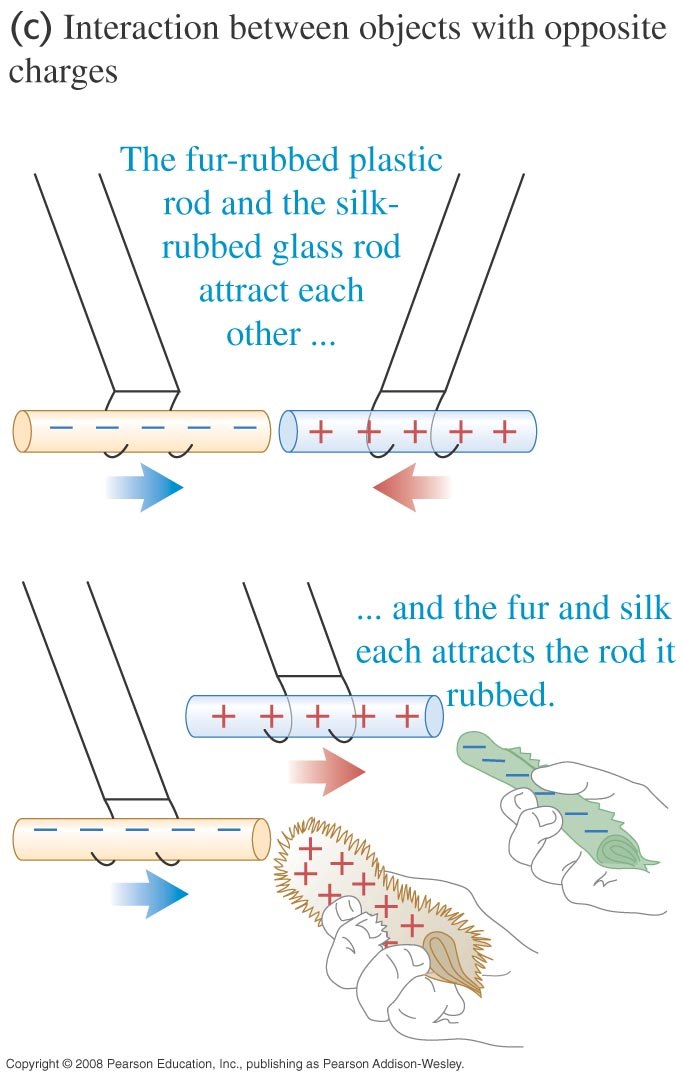 (c) Interaction between objects with opposite
charges
The fur-rubbed plastic
rod and the silk-
rubbed glass rod
attract each
other ...
... and the fur and silk
each attracts the rod it
rubbed.
Copyright © 2008 Pearson Education, Inc., publishing as Pearson Addison-Wesley.